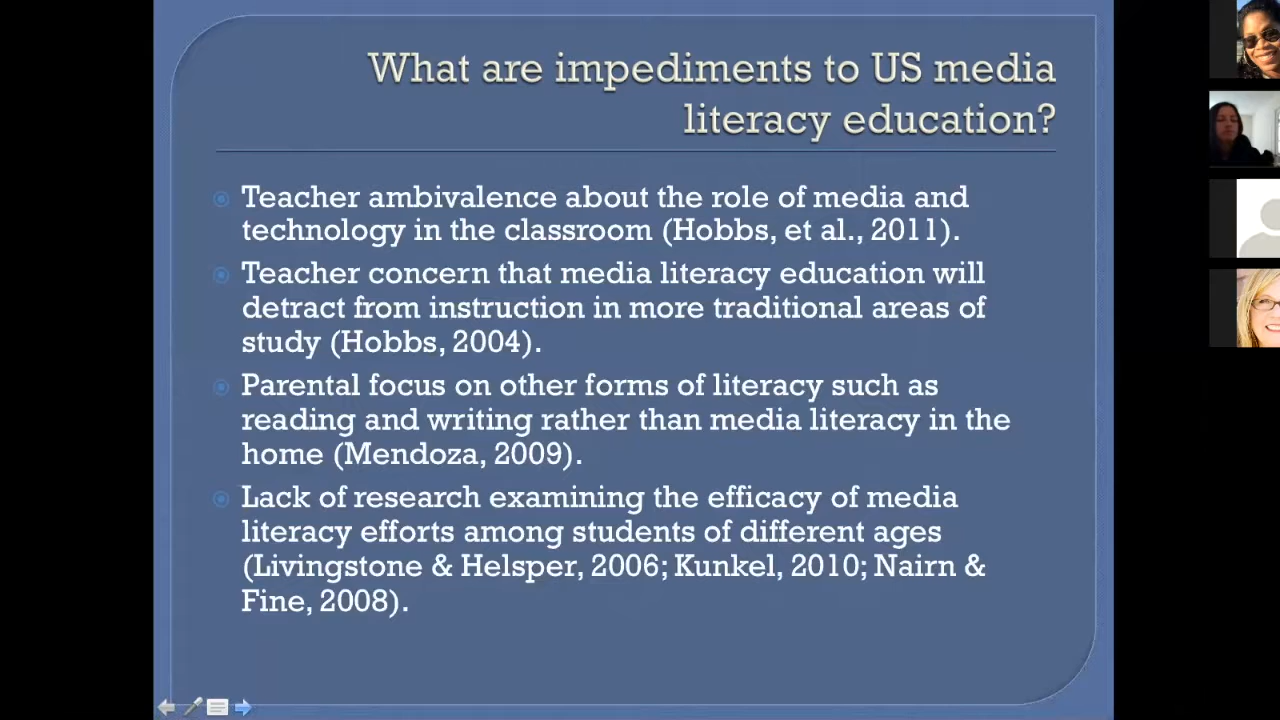 What are impediments to US media
literacy education?
Teacher ambivalence about the role of media and
technology in the classroom (Hobbs, et al., 2011).
Teacher concern that media literacy education will
detract from instruction in more traditional areas of
study (Hobbs, 2004).
Parental focus on other forms of literacy such as
reading and writing rather than media literacy in the
home (Mendoza, 2009).
Lack of research examining the efficacy of media
literacy efforts among students of different ages
(Livingstone & Helsper, 2006; Kunkel, 2010; Nairn &
Fine, 2008).